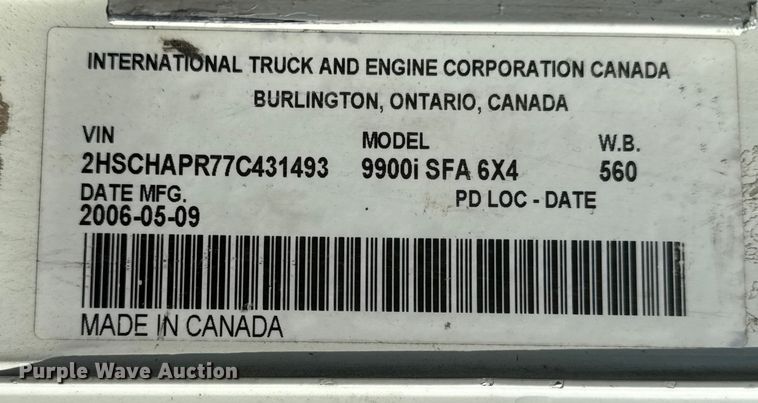 INTERNATIONAL TRUCK AND ENGINE CORPORATION CANADA
BURLINGTON, ONTARIO, CANADA
VIN MODEL W.B.
2HSCHAPR77C431493 9900i SFA 6X4 560
DATE MFG. PD LOC - DATE
2006-05-09
MADE IN CANADA
Purple Wave Auction